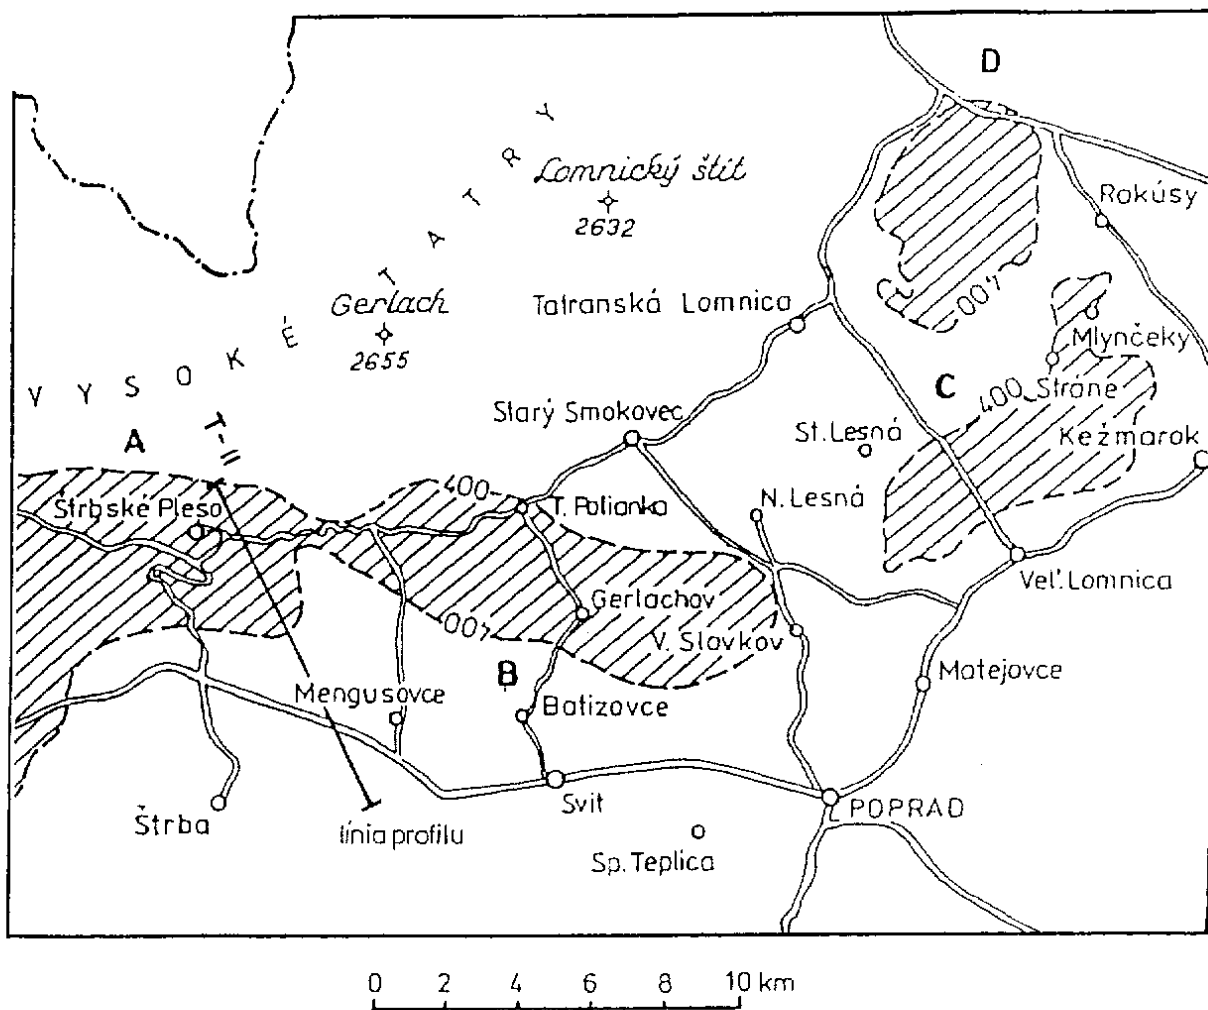 D
VYSOKÉ TATRY
Lomnický štít
2632
Rakúsy
Gerlach
2655
Tatranská Lomnica
400
Mlynčeky
A
T-II
Starý Smokovec
C
400
Stráne
St. Lesná
Kežmarok
400
Štrbské Pleso
T. Polianka
N. Lesná
Veľ. Lomnica
Gerlachov
400
V. Slavkov
Mengusovce
B
Batizovce
Matejovce
Štrba
línia profilu
Svit
POPRAD
Sp. Teplica
0 2 4 6 8 10 km